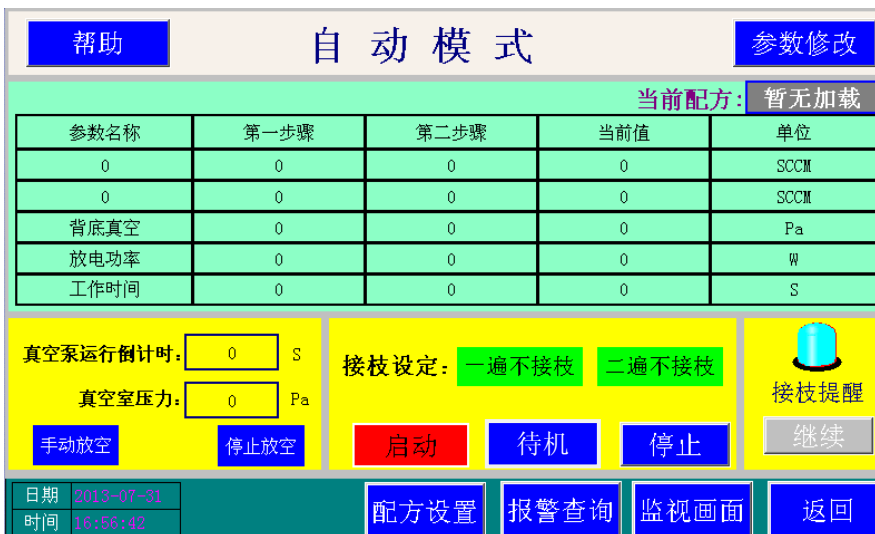 帮助 自动模式 参数修改
当前配方: 暂无加载
参数名称 第一步骤 第二步骤 当前值 单位
0 0 0 0 SCCM
0 0 0 0 SCCM
背底真空 0 0 0 Pa
放电功率 0 0 0 W
工作时间 0 0 0 S
真空泵运行倒计时: 0 S
真空室压力: 0 Pa
手动放空 停止放空
接枝设定: 一遍不接枝 二遍不接枝
启动 待机 停止
接枝提醒
继续
日期 2013-07-31
时间 16:56:42
配方设置 报警查询 监视画面 返回